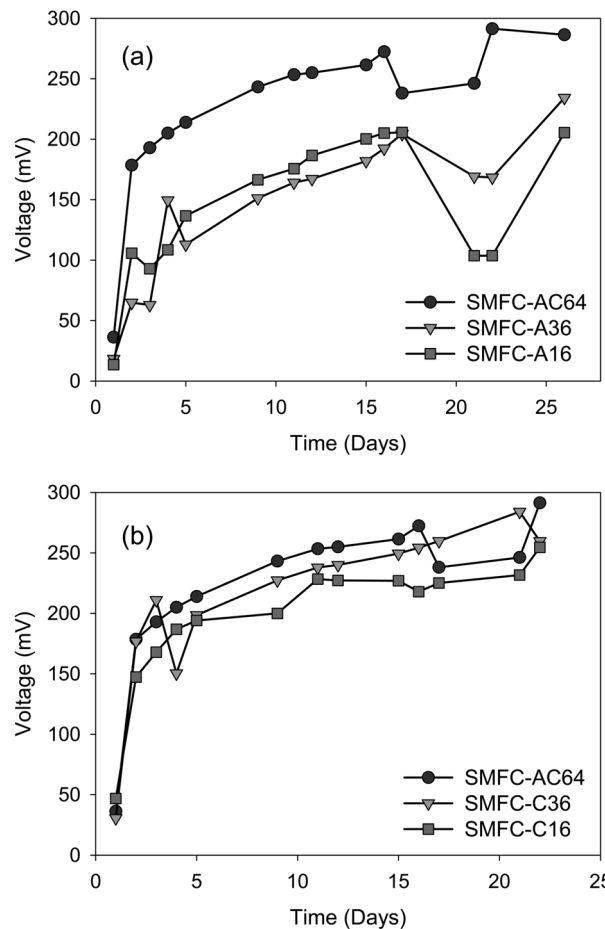 300
(a)
250
200
150
100
50
0
Voltage (mV)
SMFC-AC64
SMFC-A36
SMFC-A16
0 5 10 15 20 25
Time (Days)
300
(b)
250
200
150
100
50
0
Voltage (mV)
SMFC-AC64
SMFC-C36
SMFC-C16
0 5 10 15 20 25
Time (Days)